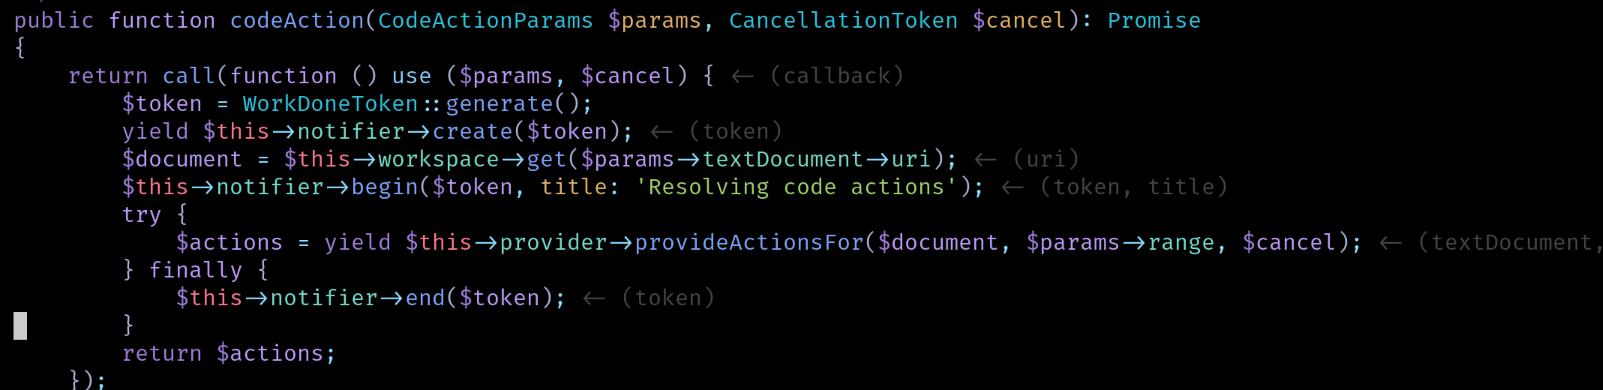 public function codeAction(CodeActionParams $params, CancellationToken $cancel): Promise
{
    return call(function () use ($params, $cancel) { <- (callback)
        $token = WorkDoneToken::generate();
        yield $this->notifier->create($token); <- (token)
        $document = $this->workspace->get($params->textDocument->uri); <- (uri)
        $this->notifier->begin($token, title: 'Resolving code actions'); <- (token, title)
        try {
            $actions = yield $this->provider->provideActionsFor($document, $params->range, $cancel); <- (textDocument,
        } finally {
            $this->notifier->end($token); <- (token)
        }
        return $actions;
    });